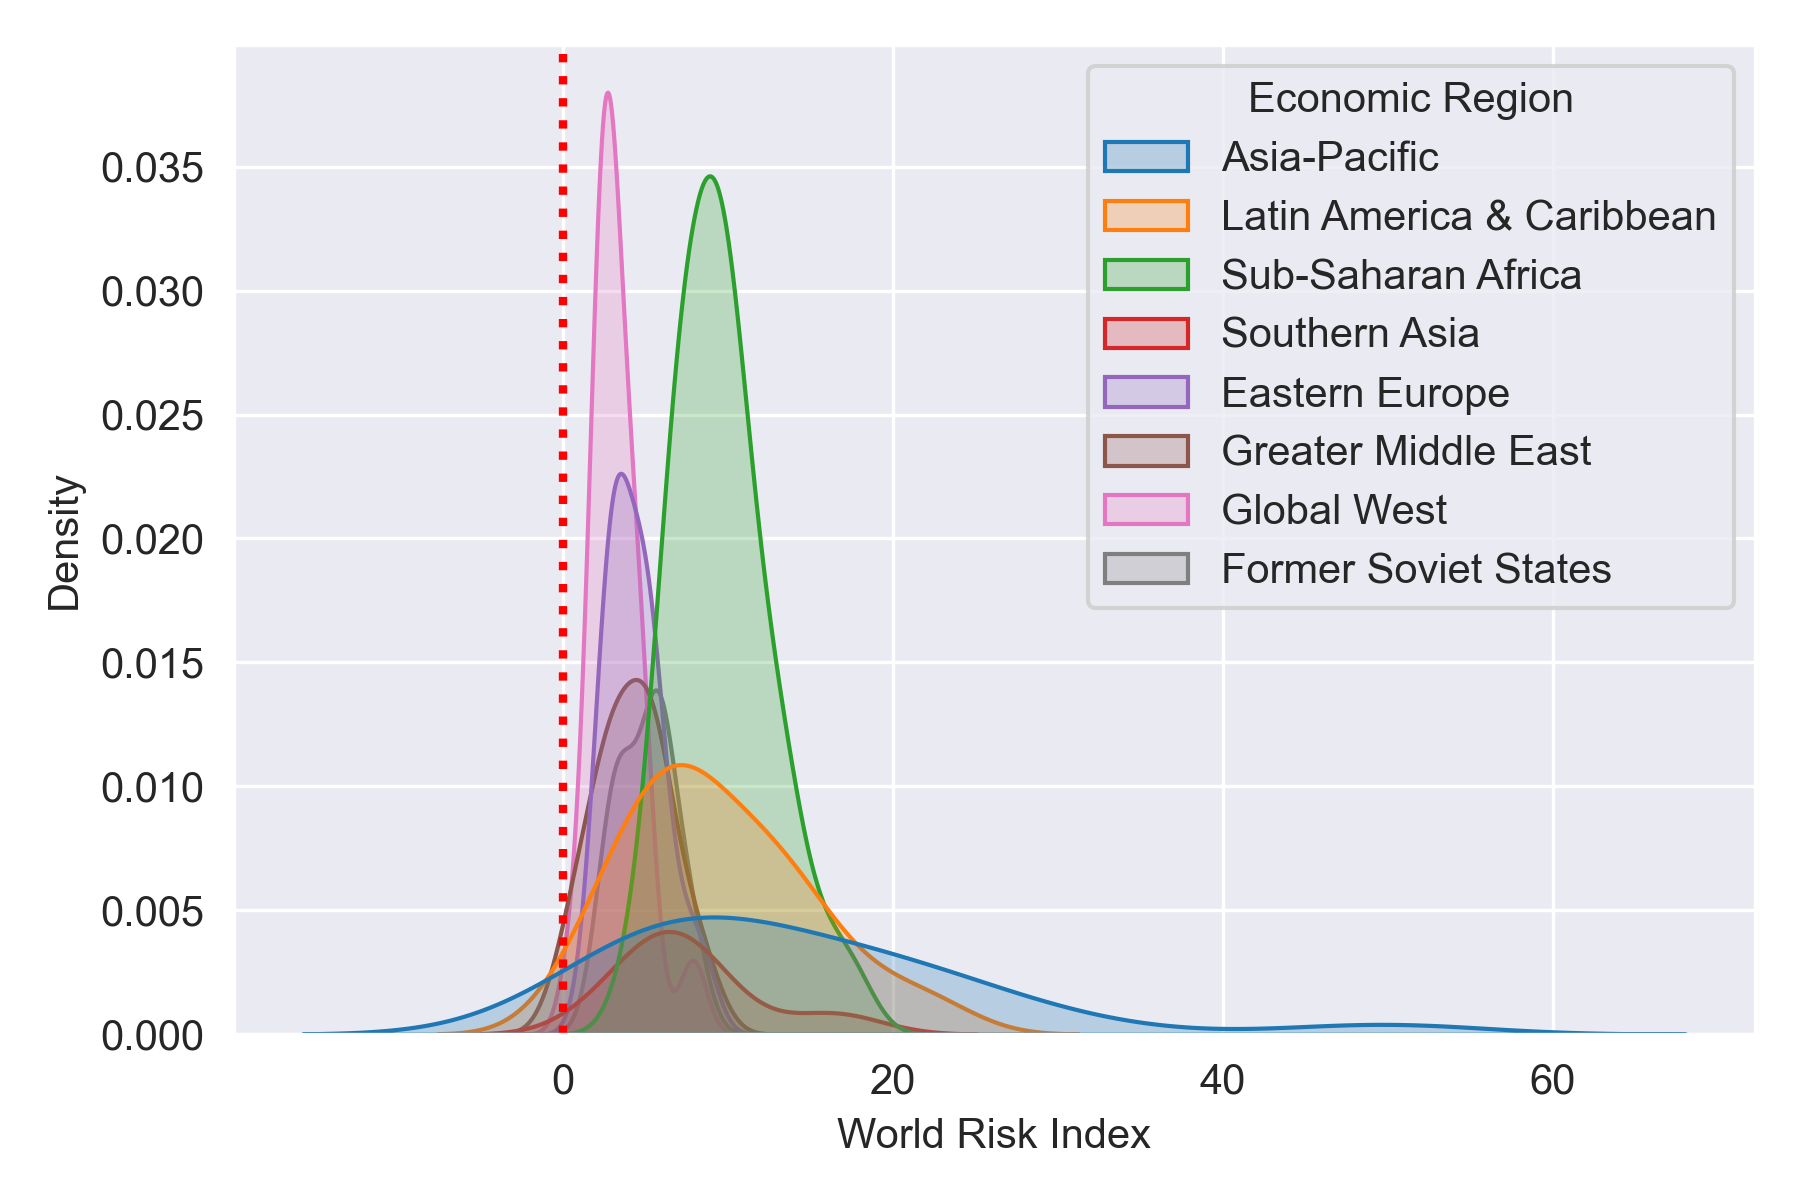 Economic Region
Asia-Pacific
Latin America & Caribbean
Sub-Saharan Africa
Southern Asia
Eastern Europe
Greater Middle East
Global West
Former Soviet States
0.035
0.030
0.025
0.020
0.015
0.010
0.005
0.000
Density
0
20
40
60
World Risk Index